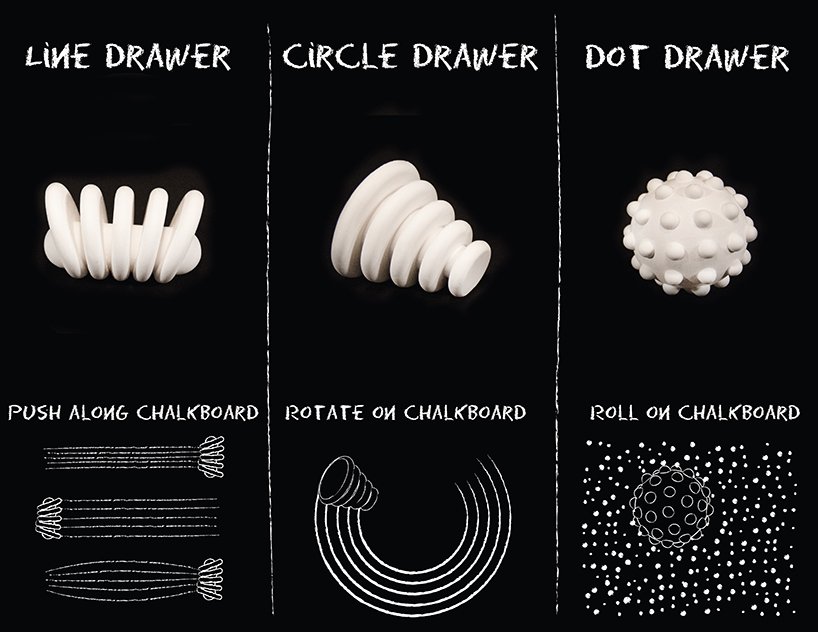 LINE DRAWER
CIRCLE DRAWER
DOT DRAWER
PUSH ALONG CHALKBOARD
ROTATE ON CHALKBOARD
ROLL ON CHALKBOARD